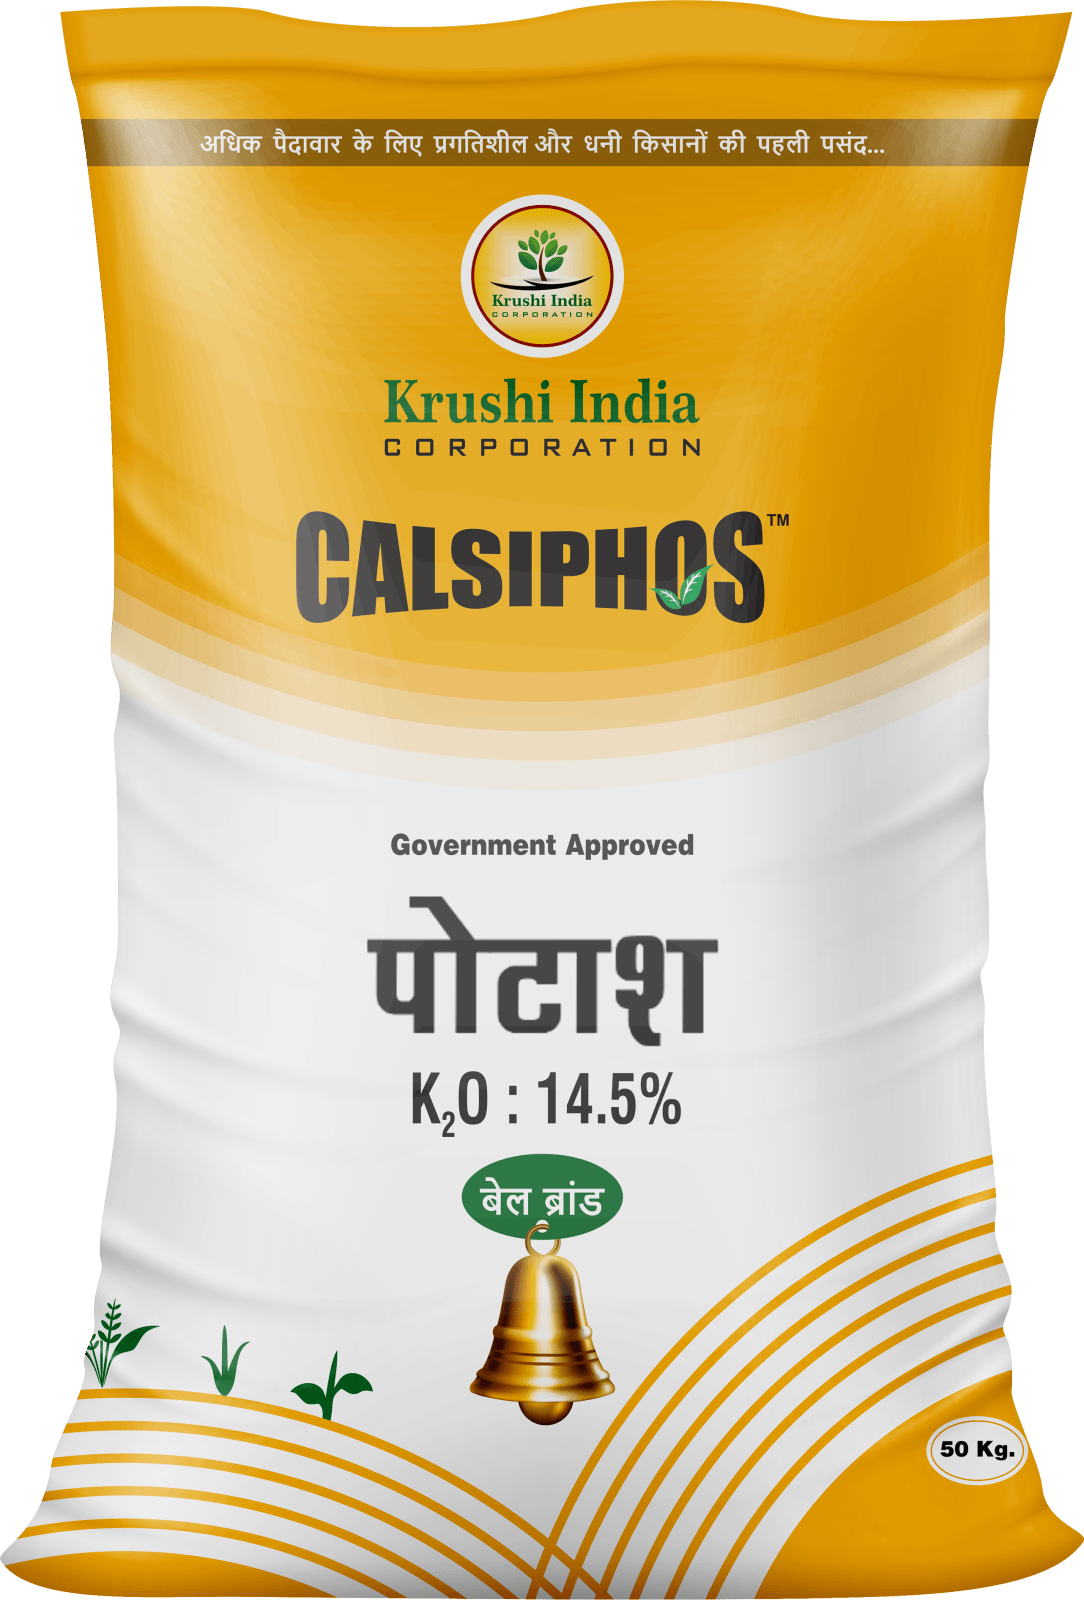 अधिक पैदावार के लिए प्रगतिशील और धनी किसानों की पहली पसंद...
Krushi India
CORPORATION
Krushi India
CORPORATION
CALSIPHOS™
Government Approved
पोटाश
K₂O : 14.5%
बेल ब्रांड
50 Kg.